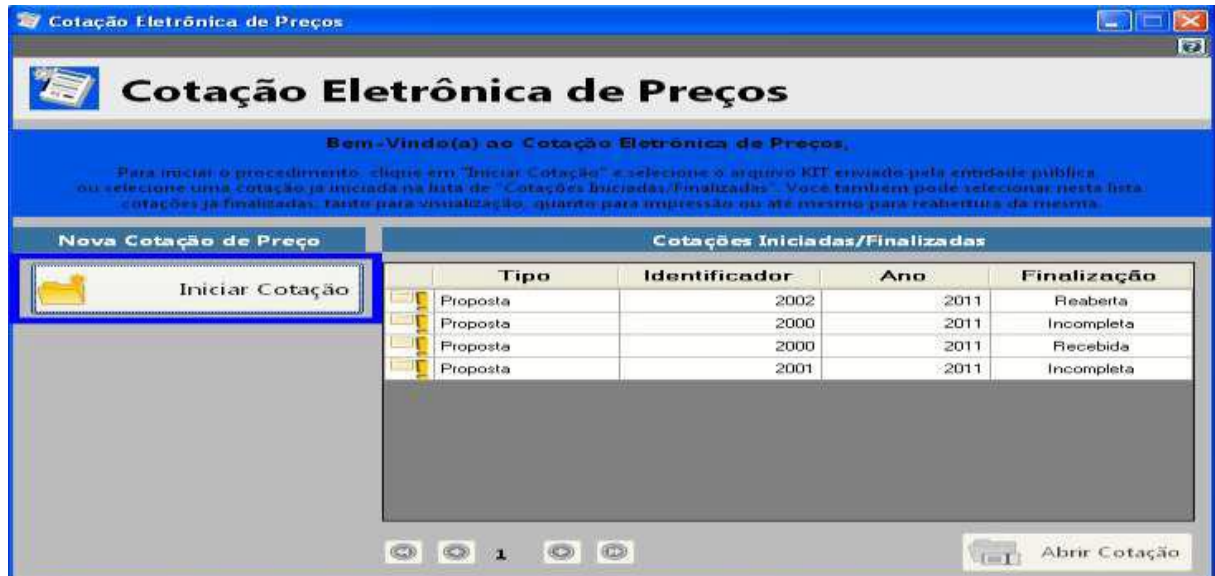 Cotação Eletrônica de Preços
Cotação Eletrônica de Preços
Bem-Vindo(a) ao Cotação Eletrônica de Preços,
Para iniciar o procedimento, clique em "Iniciar Cotação" e selecione o arquivo KIT enviado pela entidade pública
ou selecione uma cotação já iniciada na lista de "Cotações Iniciadas/Finalizadas". Você também pode selecionar nesta lista
cotações já finalizadas, tanto para visualização, quanto para impressão ou até mesmo para reabertura da mesma.
Nova Cotação de Preço
Cotações Iniciadas/Finalizadas
Iniciar Cotação
Tipo Identificador Ano Finalização
Proposta 2002 2011 Reaberta
Proposta 2000 2011 Incompleta
Proposta 2000 2011 Recebida
Proposta 2001 2011 Incompleta
1
Abrir Cotação